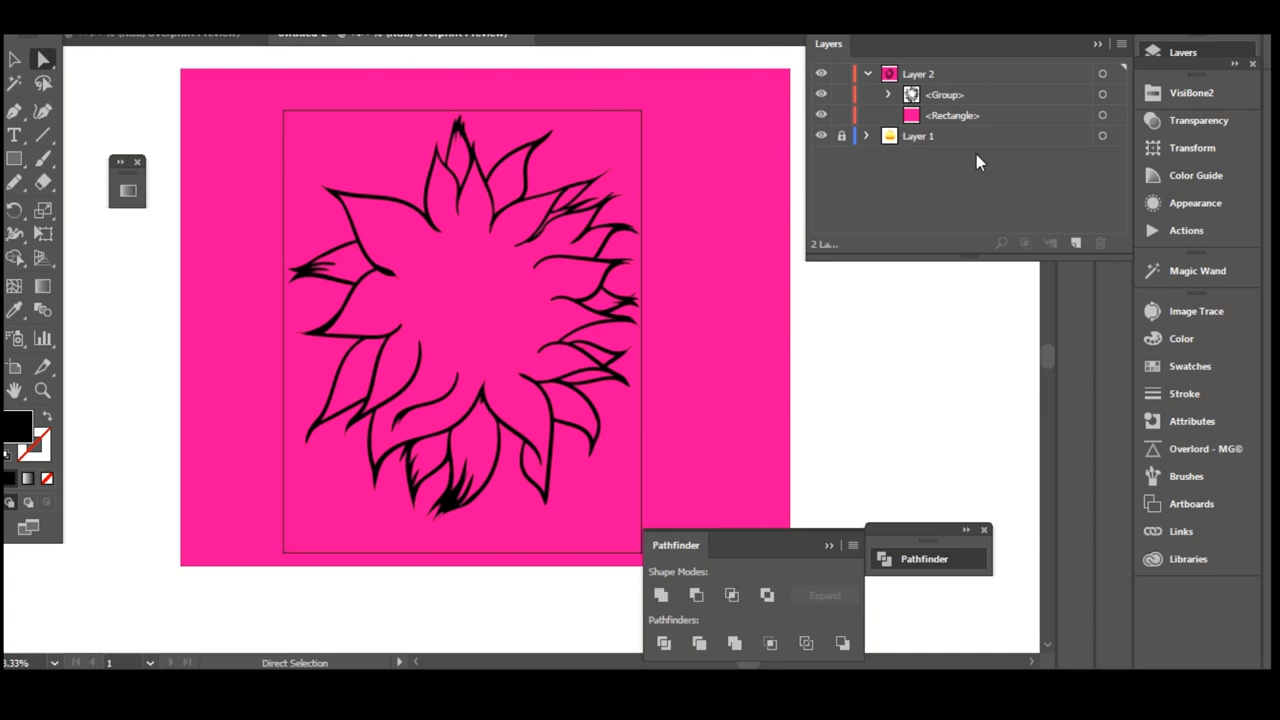 Layers
Layer 2
<Group>
<Rectangle>
Layer 1
2 La...
Layers
VisiBone2
Transparency
Transform
Color Guide
Appearance
Actions
Magic Wand
Image Trace
Color
Swatches
Stroke
Attributes
Overlord - MG©
Brushes
Artboards
Links
Libraries
Pathfinder
Shape Modes:
Expand
Pathfinders:
Pathfinder
3.33%
1
Direct Selection